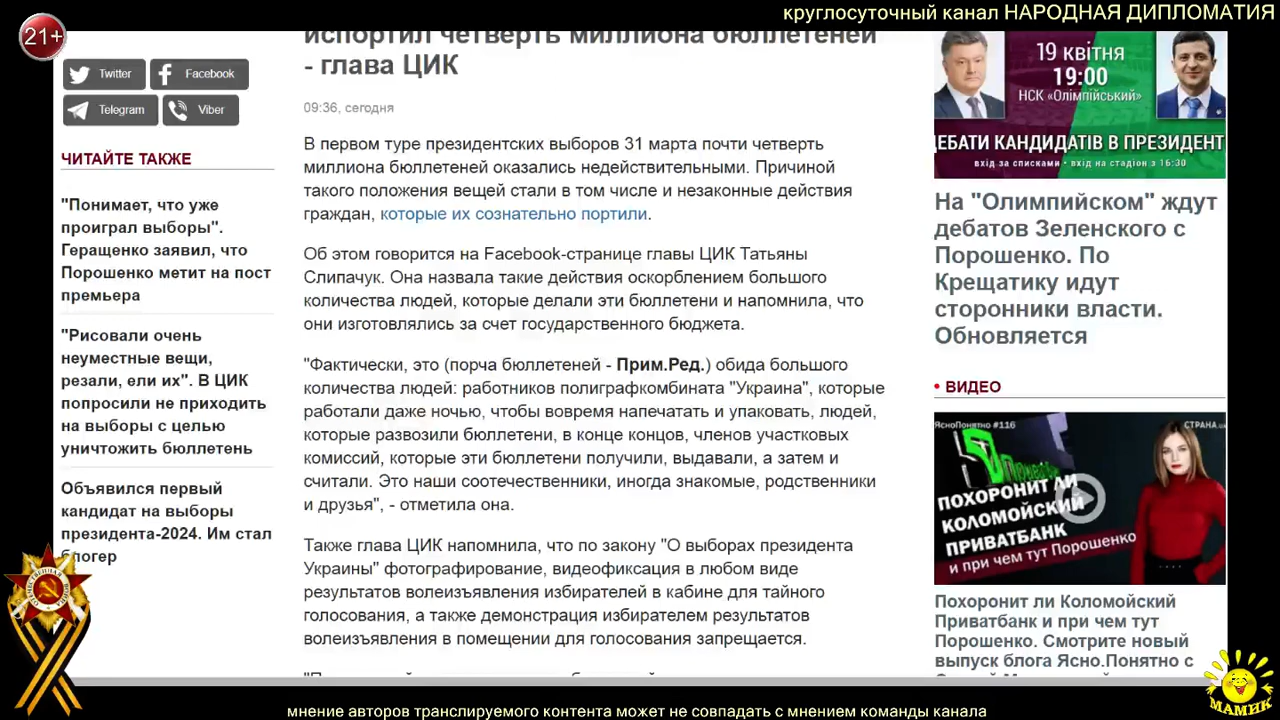 круглосуточный канал НАРОДНАЯ ДИПЛОМАТИЯ
21+
испортил четверть миллиона бюллетеней
- глава ЦИК
09:36, сегодня
В первом туре президентских выборов 31 марта почти четверть
миллиона бюллетеней оказались недействительными. Причиной
такого положения вещей стали в том числе и незаконные действия
граждан, которые их сознательно портили.
Об этом говорится на Facebook-странице главы ЦИК Татьяны
Слипачук. Она назвала такие действия оскорблением большого
количества людей, которые делали эти бюллетени и напомнила, что
они изготовлялись за счет государственного бюджета.
"Фактически, это (порча бюллетеней - Прим.Ред.) обида большого
количества людей: работников полиграфкомбината "Украина", которые
работали даже ночью, чтобы вовремя напечатать и упаковать, людей,
которые развозили бюллетени, в конце концов, членов участковых
комиссий, которые эти бюллетени получили, выдавали, а затем и
считали. Это наши соотечественники, иногда знакомые, родственники
и друзья", - отметила она.
Также глава ЦИК напомнила, что по закону "О выборах президента
Украины" фотографирование, видеофиксация в любом виде
результатов волеизъявления избирателей в кабине для тайного
голосования, а также демонстрация избирателем результатов
волеизъявления в помещении для голосования запрещается.
Twitter
Facebook
Telegram
Viber
ЧИТАЙТЕ ТАКЖЕ
"Понимает, что уже
проиграл выборы".
Геращенко заявил, что
Порошенко метит на пост
премьера
"Рисовали очень
неуместные вещи,
резали, ели их". В ЦИК
попросили не приходить
на выборы с целью
уничтожить бюллетень
Объявился первый
кандидат на выборы
президента-2024. Им стал
блогер
19 квітня
19:00
НСК «Олімпійський»
ДЕБАТИ КАНДИДАТІВ В ПРЕЗИДЕНТ
вхід за списками • вхід на стадіон з 16:30
На "Олимпийском" ждут
дебатов Зеленского с
Порошенко. По
Крещатику идут
сторонники власти.
Обновляется
• ВИДЕО
ЯсноПонятно #116
СТРАНА.ua
ПОХОРОНИТ ЛИ
КОЛОМОЙСКИЙ
ПРИВАТБАНК
и при чем тут Порошенко
Похоронит ли Коломойский
Приватбанк и при чем тут
Порошенко. Смотрите новый
выпуск блога Ясно.Понятно с
МАМИК
мнение авторов транслируемого контента может не совпадать с мнением команды канала